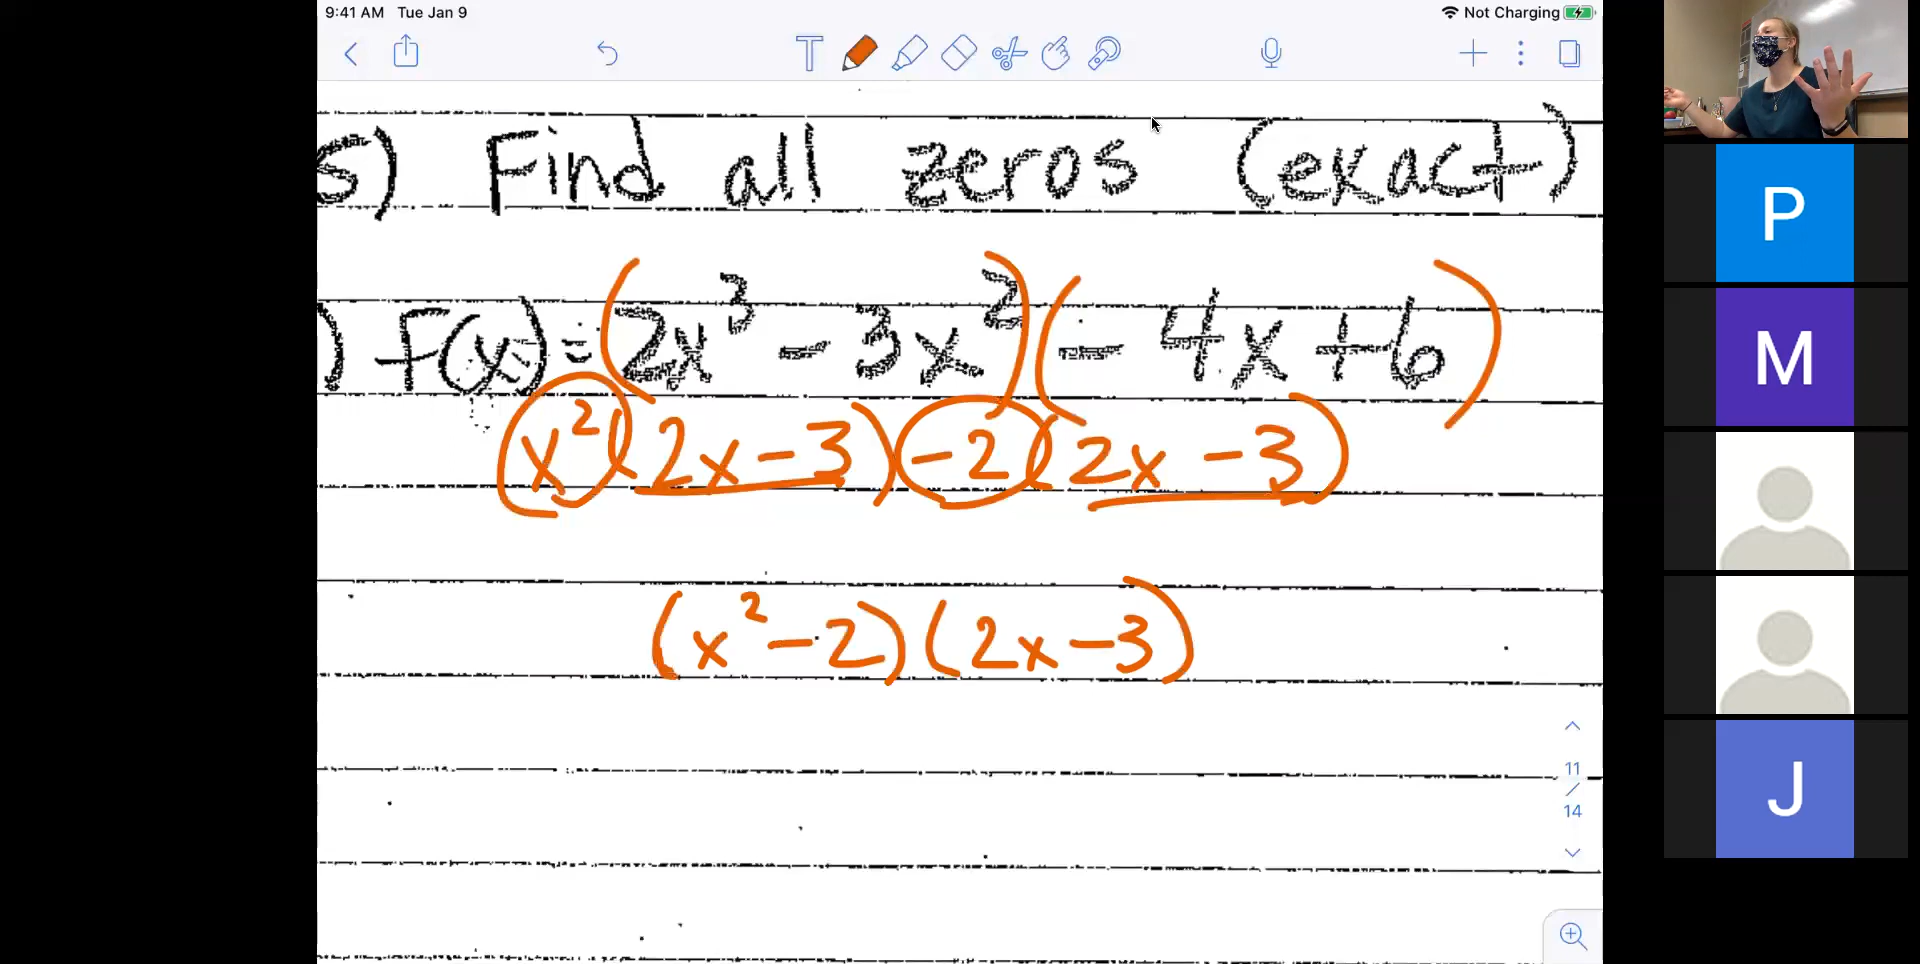 9:41 AM Tue Jan 9
Not Charging
s) Find all zeros (exact)
) f(x) = (2x³ - 3x²) (- 4x + 6)
x² (2x - 3) - 2 (2x - 3)
(x² - 2) (2x - 3)
11
/
14
P
M
J